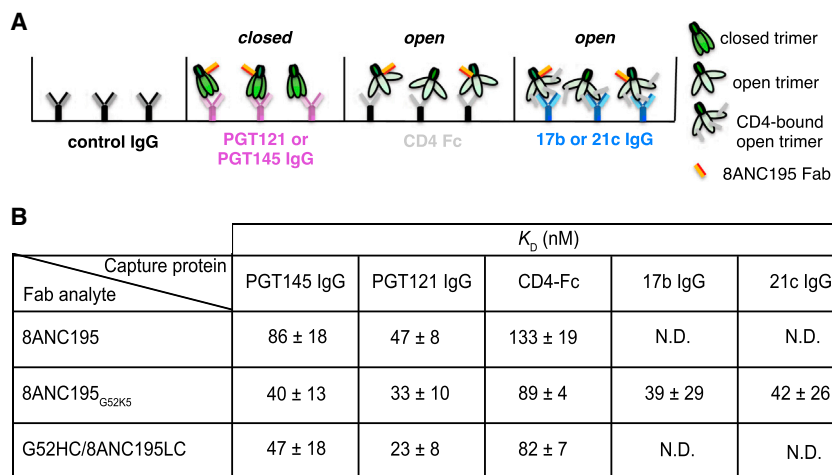 A
closed
open
open
control IgG
PGT121 or
PGT145 IgG
CD4 Fc
17b or 21c IgG
closed trimer
open trimer
CD4-bound
open trimer
8ANC195 Fab
B
K_D (nM)
Capture protein
Fab analyte
PGT145 IgG PGT121 IgG CD4-Fc 17b IgG 21c IgG
8ANC195 86 ± 18 47 ± 8 133 ± 19 N.D. N.D.
8ANC195_G52K5 40 ± 13 33 ± 10 89 ± 4 39 ± 29 42 ± 26
G52HC/8ANC195LC 47 ± 18 23 ± 8 82 ± 7 N.D. N.D.